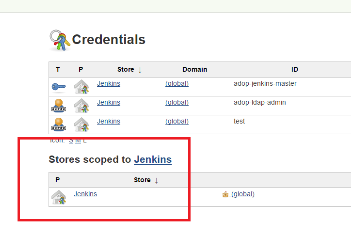 Credentials
T P Store ↓ Domain ID
Jenkins (global) adop-jenkins-master
Jenkins (global) adop-ldap-admin
Jenkins (global) test
Icon: S M L
Stores scoped to Jenkins
P Store ↓
Jenkins (global)